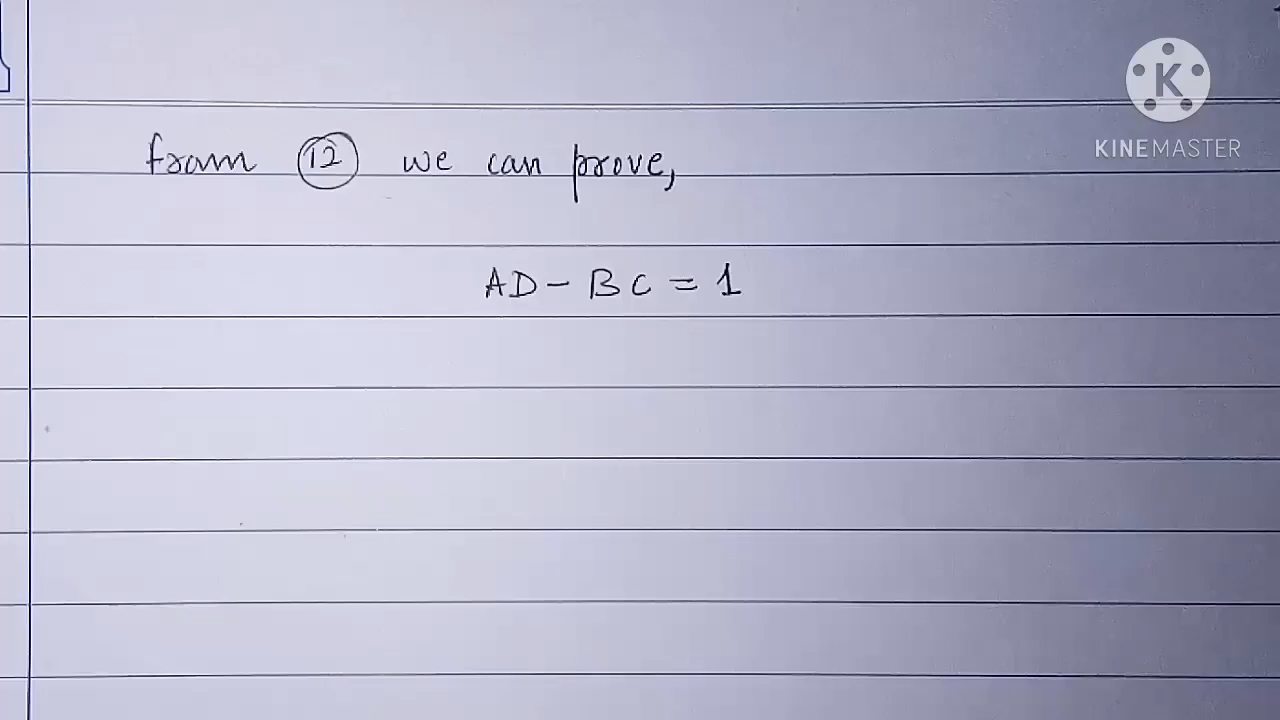 K
KINEMASTER
from 12 we can prove,
AD - BC = 1